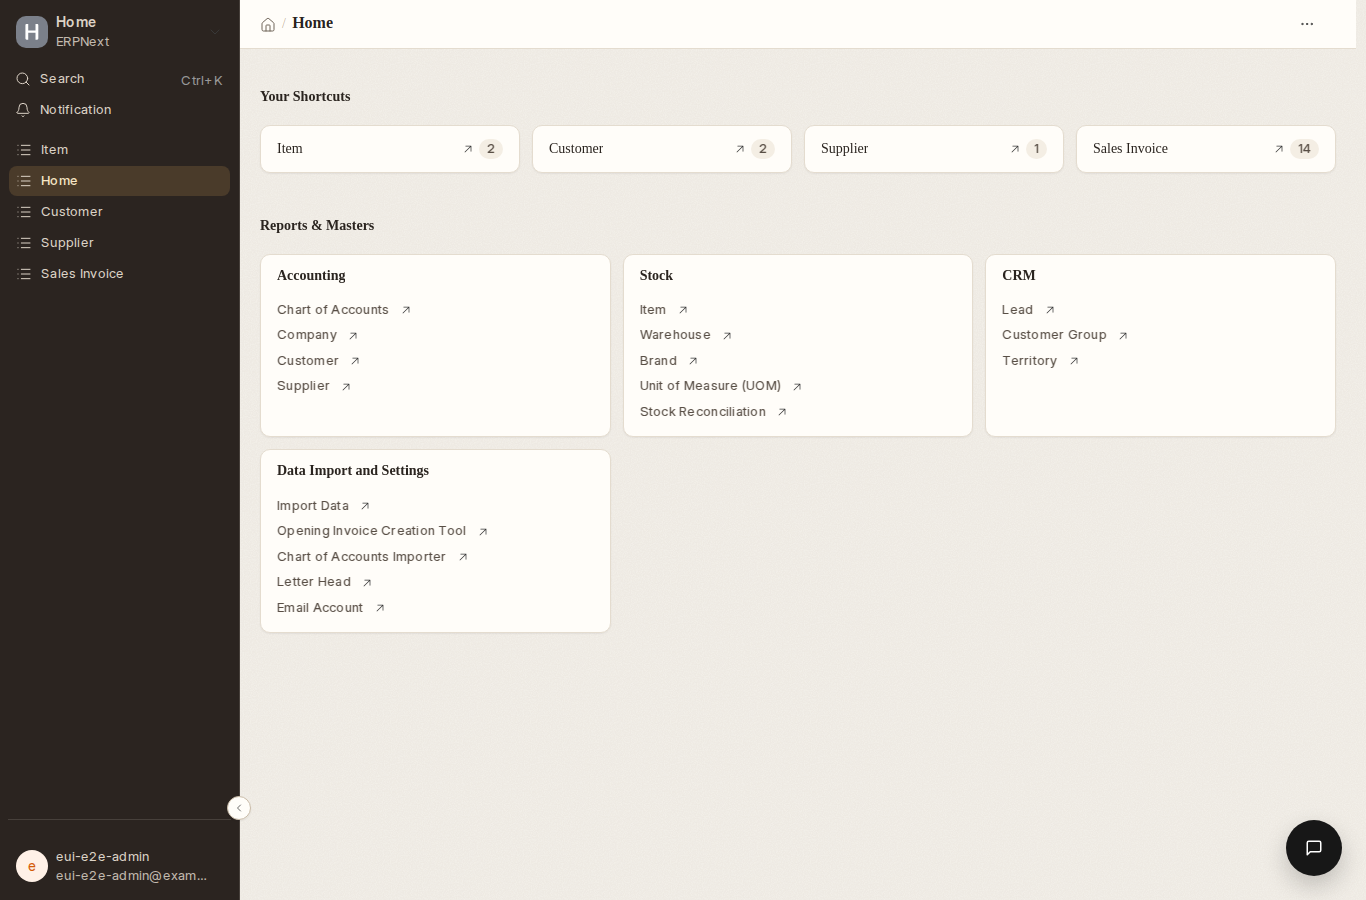 H
Home
ERPNext
Search
Ctrl+K
Notification
Item
Home
Customer
Supplier
Sales Invoice
eui-e2e-admin
e
eui-e2e-admin@exam...
/ Home
Your Shortcuts
Item 2
Customer 2
Supplier 1
Sales Invoice 14
Reports & Masters
Accounting
Chart of Accounts
Company
Customer
Supplier
Stock
Item
Warehouse
Brand
Unit of Measure (UOM)
Stock Reconciliation
CRM
Lead
Customer Group
Territory
Data Import and Settings
Import Data
Opening Invoice Creation Tool
Chart of Accounts Importer
Letter Head
Email Account